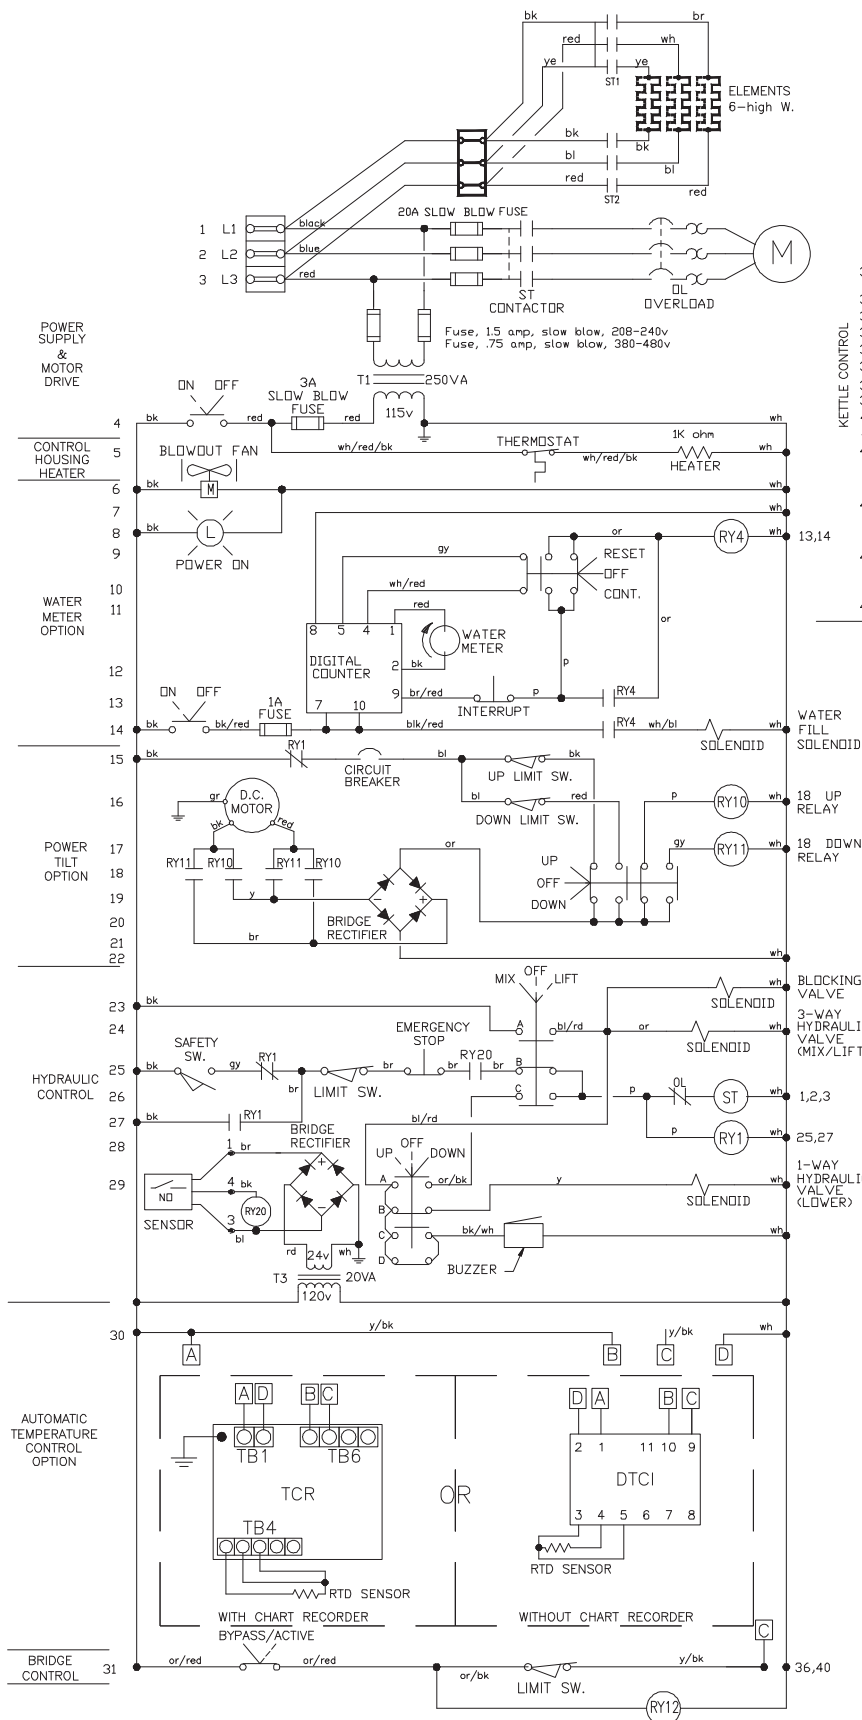 bk
br
red
wh
ye
ye
ST1
ELEMENTS
6-high W.
bk
bk
bl
bl
red
red
ST2
20A SLOW BLOW FUSE
1 L1 black
2 L2 blue
3 L3 red
M
ST
CONTACTOR
OL
OVERLOAD
Fuse, 1.5 amp, slow blow, 208-240v
Fuse, .75 amp, slow blow, 380-480v
KETTLE CONTROL
POWER
SUPPLY
&
MOTOR
DRIVE
T1 250VA
115v
ON OFF
3A
SLOW BLOW
FUSE
4 bk red red wh
CONTROL
HOUSING
HEATER
5 wh/red/bk THERMOSTAT wh/red/bk 1K ohm HEATER wh
BLOWOUT FAN
6 bk M wh
7 wh
8 bk L or RY4 wh 13,14
POWER ON
9 gy
RESET
OFF
CONT.
10 wh/red
WATER
METER
OPTION
11 red
or
8 5 4 1
DIGITAL
COUNTER
WATER
METER
2 bk
12
p
9 br/red p RY4
INTERRUPT
13
7 10
ON OFF
1A
FUSE
14 bk bk/red blk/red RY4 wh/bl SOLENOID wh
WATER
FILL
SOLENOID
15 bk RY1 CIRCUIT BREAKER bl UP LIMIT SW. bk
16 gr D.C. MOTOR bl DOWN LIMIT SW. red p RY10 wh
18 UP
RELAY
bk red
POWER
TILT
OPTION
17 or gy RY11 wh
18 DOWN
RELAY
RY11 RY10 RY11 RY10
18
UP
OFF
DOWN
19 y - +
20
BRIDGE
RECTIFIER
21 br
22 wh
MIX OFF LIFT
wh
SOLENOID
BLOCKING
VALVE
23 bk
24 A bl/rd or SOLENOID wh
3-WAY
HYDRAULI
VALVE
(MIX/LIFT
HYDRAULIC
CONTROL
SAFETY
SW.
EMERGENCY
STOP
25 bk gy RY1 br LIMIT SW. br br RY20 br B
26 C p OL ST wh 1,2,3
27 bk RY1 bl/rd
p RY1 wh 25,27
28 1 br
BRIDGE
RECTIFIER
+
-
UP OFF DOWN
29 NO
SENSOR
4 bk
RY20
3
bl
A or/bk
B y SOLENOID wh
1-WAY
HYDRAULI
VALVE
(LOWER)
C bk/wh wh
D
BUZZER
rd 24v wh
T3 20VA
120v
30 y/bk y/bk wh
A B C D
AUTOMATIC
TEMPERATURE
CONTROL
OPTION
A D B C
TB1 TB6
TCR
TB4
RTD SENSOR
WITH CHART RECORDER
OR
D A B C
2 1 11 10 9
DTCI
3 4 5 6 7 8
RTD SENSOR
WITHOUT CHART RECORDER
C
BRIDGE
CONTROL
BYPASS/ACTIVE
31 or/red or/red or/bk LIMIT SW. y/bk 36,40
RY12